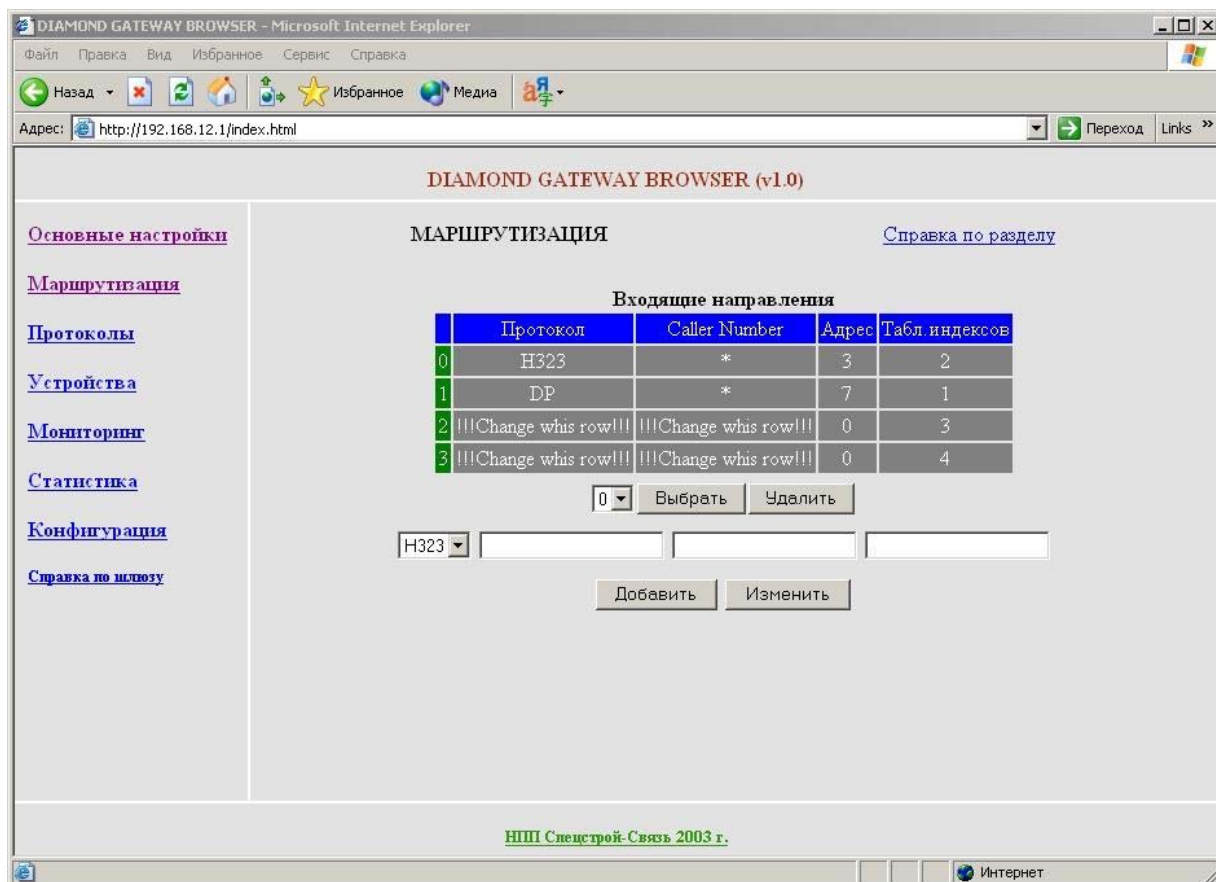 DIAMOND GATEWAY BROWSER - Microsoft Internet Explorer
Файл Правка Вид Избранное Сервис Справка
Назад Избранное Медиа
Адрес: http://192.168.12.1/index.html Переход Links »
DIAMOND GATEWAY BROWSER (v1.0)
Основные настройки
Маршрутизация
Протоколы
Устройства
Мониторинг
Статистика
Конфигурация
Справка по шлюзу
МАРШРУТИЗАЦИЯ Справка по разделу
Входящие направления
Протокол Caller Number Адрес Табл.индексов
0 H323 * 3 2
1 DP * 7 1
2 !!!Change whis row!!! !!!Change whis row!!! 0 3
3 !!!Change whis row!!! !!!Change whis row!!! 0 4
0 Выбрать Удалить
H323
Добавить Изменить
НПП Спецстрой-Связь 2003 г.
Интернет